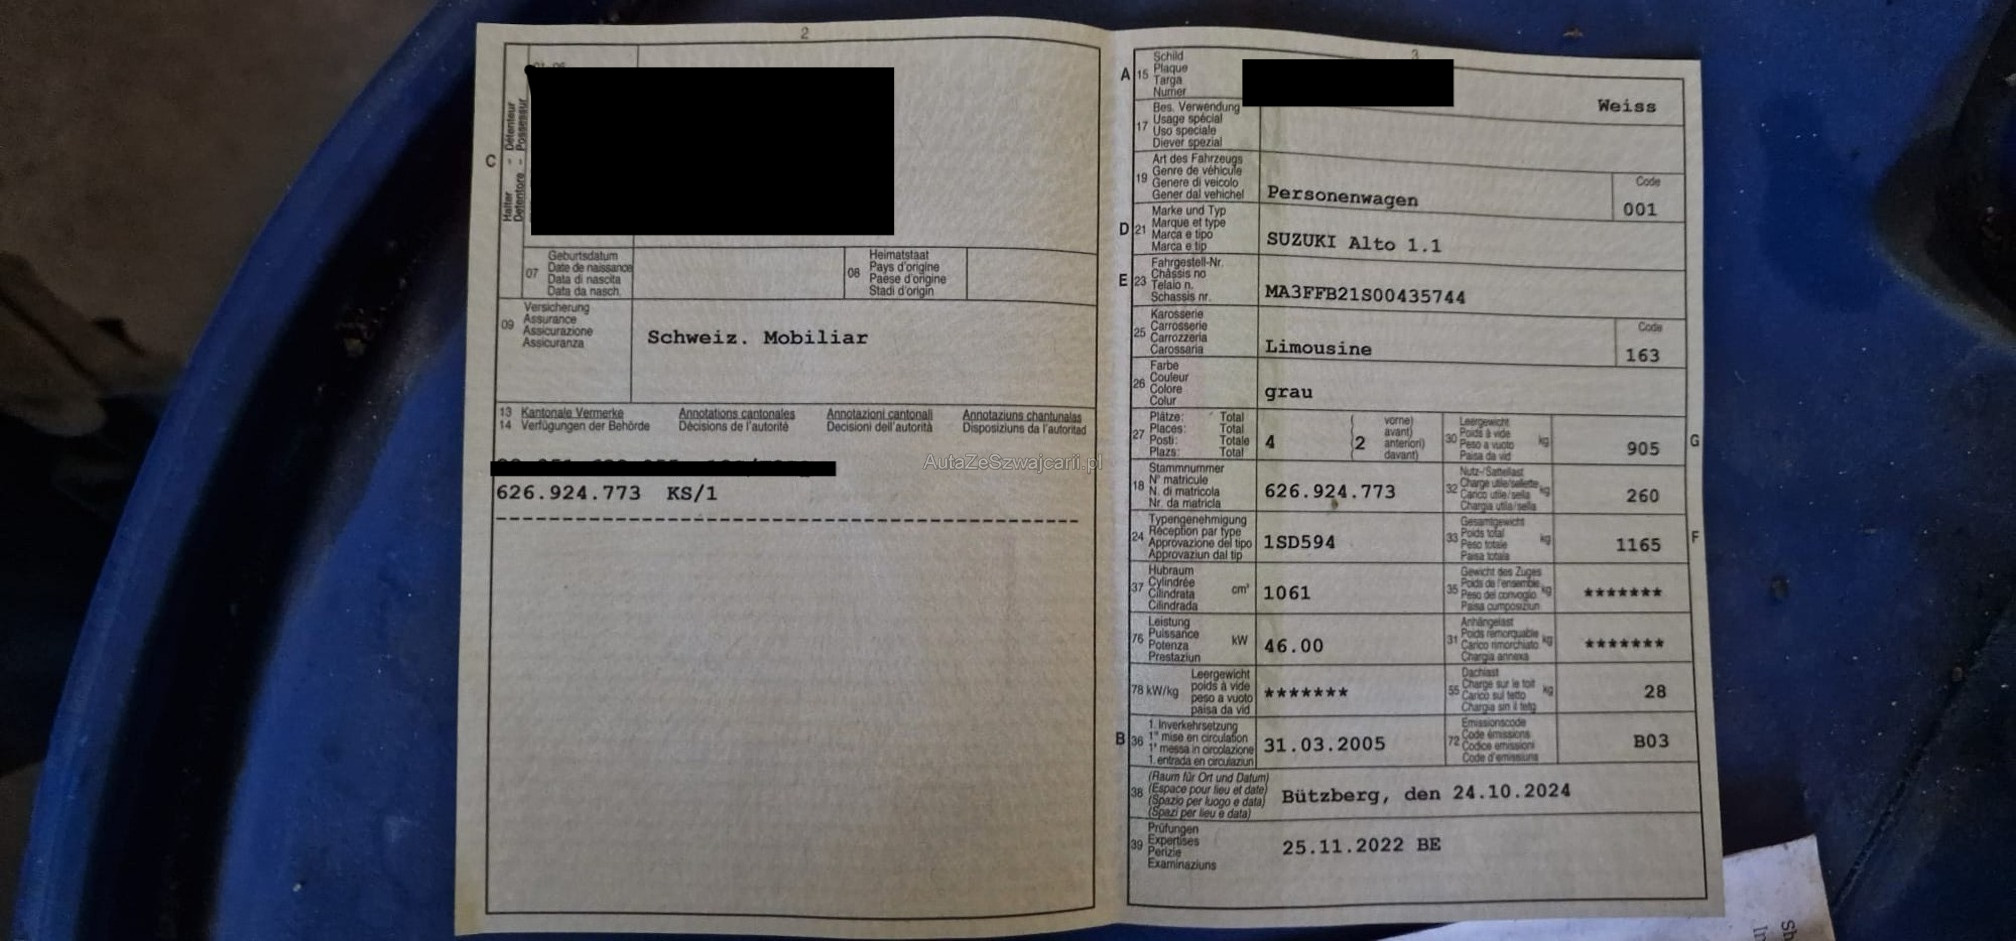 2
Halter - Détenteur
Detentore - Possessur
C
07
Geburtsdatum
Date de naissance
Data di nascita
Data da nasch.
08
Heimatstaat
Pays d'origine
Paese d'origine
Stadi d'origin
09
Versicherung
Assurance
Assicurazione
Assicuranza
Schweiz. Mobiliar
13 Kantonale Vermerke Annotations cantonales Annotazioni cantonali Annotaziuns chantunalas
14 Verfügungen der Behörde Décisions de l'autorité Decisioni dell'autorità Disposiziuns da l'autoritad
626.924.773 KS/1
AutaZeSzwajcarii.pl
3
A 15
Schild
Plaque
Targa
Numer
Weiss
17
Bes. Verwendung
Usage spécial
Uso speciale
Diever spezial
19
Art des Fahrzeugs
Genre de véhicule
Genere di veicolo
Gener dal vehichel
Personenwagen
Code
001
D 21
Marke und Typ
Marque et type
Marca e tipo
Marca e tip
SUZUKI Alto 1.1
E 23
Fahrgestell-Nr.
Châssis no
Telaio n.
Schassis nr.
MA3FFB21S00435744
25
Karosserie
Carrosserie
Carrozzeria
Carossaria
Limousine
Code
163
26
Farbe
Couleur
Colore
Colur
grau
27
Plätze: Total
Places: Total
Posti: Totale
Plazs: Total
4
2
vorne)
avant)
anteriori)
davant)
30
Leergewicht
Poids à vide
Peso a vuoto
Paisa da vid
kg
905
G
18
Stammnummer
N° matricule
N. di matricola
Nr. da matricla
626.924.773
32
Nutz-/Sattellast
Charge utile/sellette
Carico utile/sella
Chargia utila/sella
kg
260
24
Typengenehmigung
Réception par type
Approvazione del tipo
Approvaziun dal tip
1SD594
33
Gesamtgewicht
Poids total
Peso totale
Paisa totala
kg
1165
F
37
Hubraum
Cylindrée
Cilindrata
Cilindrada
cm³
1061
35
Gewicht des Zuges
Poids de l'ensemble
Peso del convoglio
Paisa cumposiziun
kg
*******
76
Leistung
Puissance
Potenza
Prestaziun
kW
46.00
31
Anhängelast
Poids remorquable
Carico rimorchiato
Chargia annexa
kg
*******
78 kW/kg
Leergewicht
poids à vide
peso a vuoto
paisa da vid
*******
55
Dachlast
Charge sur le toit
Carico sul tetto
Chargia sin il tetg
kg
28
B 36
1. Inverkehrsetzung
1° mise en circulation
1° messa in circolazione
1. entrada en circulaziun
31.03.2005
72
Emissionscode
Code émissions
Codice emissioni
Code d'emissiuns
B03
38
(Raum für Ort und Datum)
(Espace pour lieu et date)
(Spazio per luogo e data)
(Spazi per lieu e data)
Bützberg, den 24.10.2024
39
Prüfungen
Expertises
Perizie
Examinaziuns
25.11.2022 BE